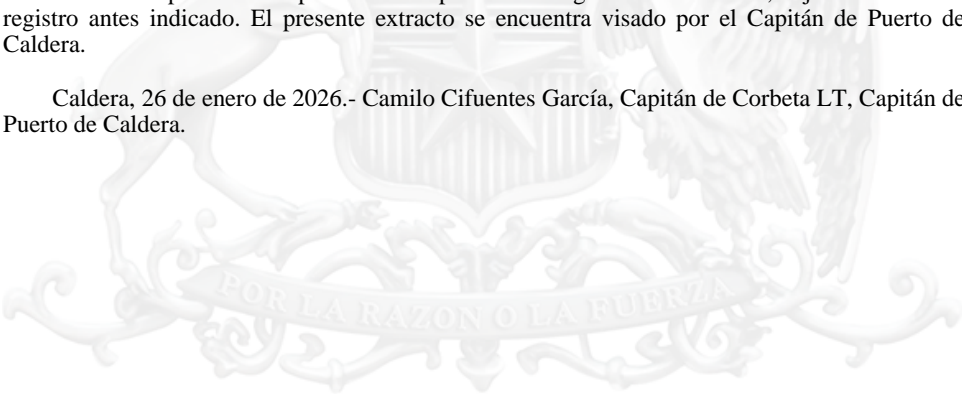 registro antes indicado. El presente extracto se encuentra visado por el Capitán de Puerto de
Caldera.
Caldera, 26 de enero de 2026.- Camilo Cifuentes García, Capitán de Corbeta LT, Capitán de
Puerto de Caldera.
POR LA RAZON O LA FUERZA